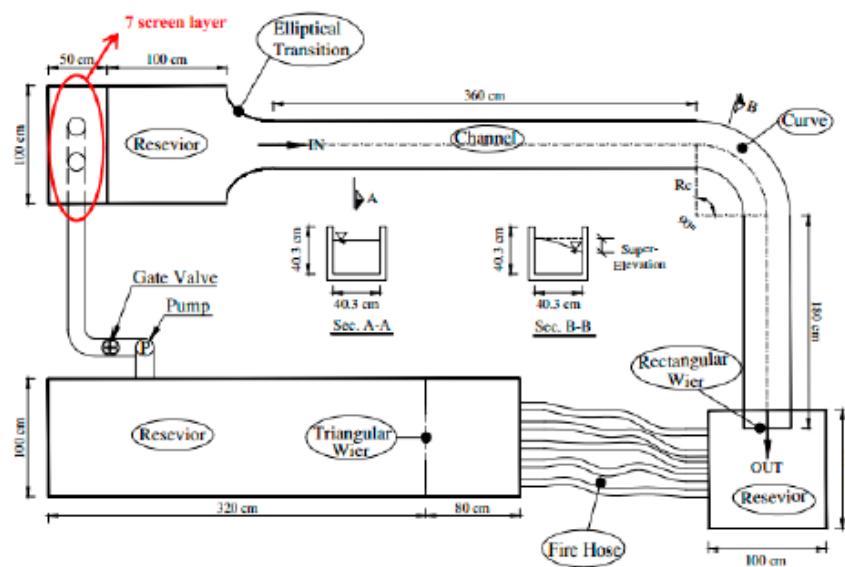 7 screen layer
Elliptical
Transition
50 cm
100 cm
360 cm
B
Curve
100 cm
Resevior
IN
Channel
Rc
90°
A
40.3 cm
40.3 cm
Super-
Elevation
40.3 cm
40.3 cm
Sec. A-A
Sec. B-B
180 cm
Gate Valve
Pump
P
Rectangular
Wier
100 cm
Resevior
Triangular
Wier
OUT
Resevior
320 cm
80 cm
Fire Hose
100 cm